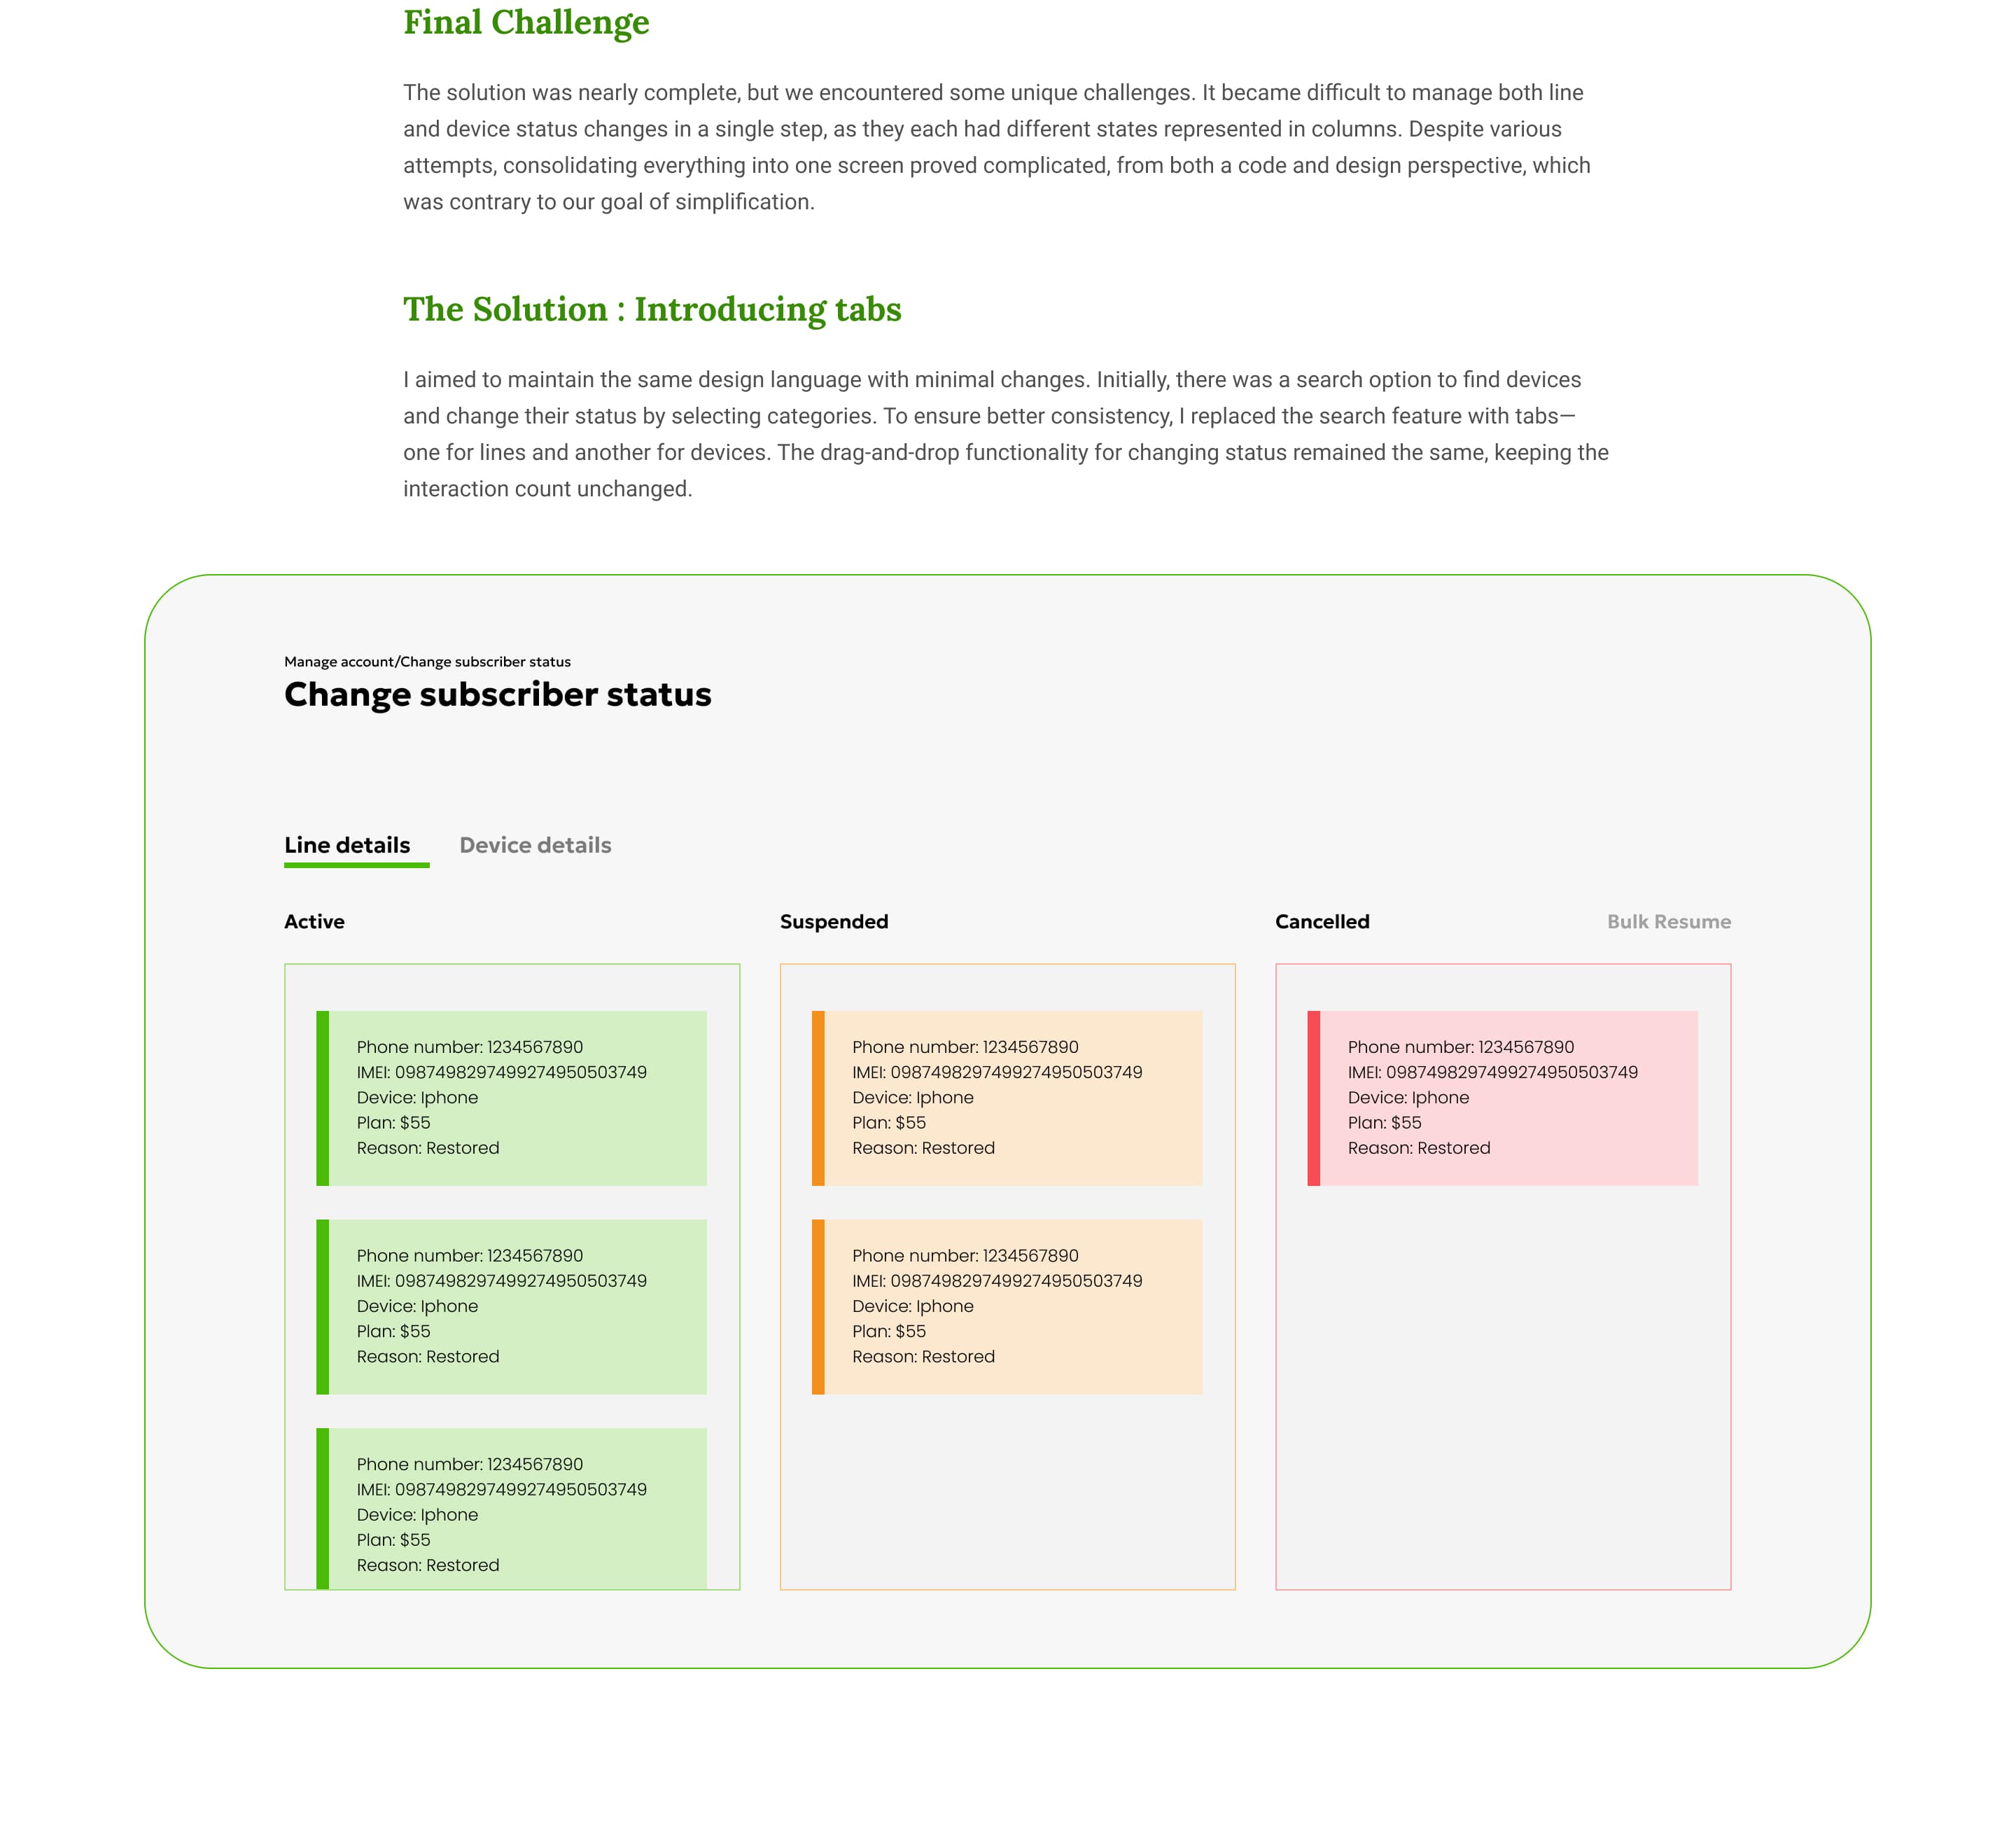 Final Challenge
The solution was nearly complete, but we encountered some unique challenges. It became difficult to manage both line
and device status changes in a single step, as they each had different states represented in columns. Despite various
attempts, consolidating everything into one screen proved complicated, from both a code and design perspective, which
was contrary to our goal of simplification.
The Solution : Introducing tabs
I aimed to maintain the same design language with minimal changes. Initially, there was a search option to find devices
and change their status by selecting categories. To ensure better consistency, I replaced the search feature with tabs—
one for lines and another for devices. The drag-and-drop functionality for changing status remained the same, keeping the
interaction count unchanged.
Manage account/Change subscriber status
Change subscriber status
Line details Device details
Active
Phone number: 1234567890
IMEI: 0987498297499274950503749
Device: Iphone
Plan: $55
Reason: Restored
Phone number: 1234567890
IMEI: 0987498297499274950503749
Device: Iphone
Plan: $55
Reason: Restored
Phone number: 1234567890
IMEI: 0987498297499274950503749
Device: Iphone
Plan: $55
Reason: Restored
Suspended
Phone number: 1234567890
IMEI: 0987498297499274950503749
Device: Iphone
Plan: $55
Reason: Restored
Phone number: 1234567890
IMEI: 0987498297499274950503749
Device: Iphone
Plan: $55
Reason: Restored
Cancelled Bulk Resume
Phone number: 1234567890
IMEI: 0987498297499274950503749
Device: Iphone
Plan: $55
Reason: Restored